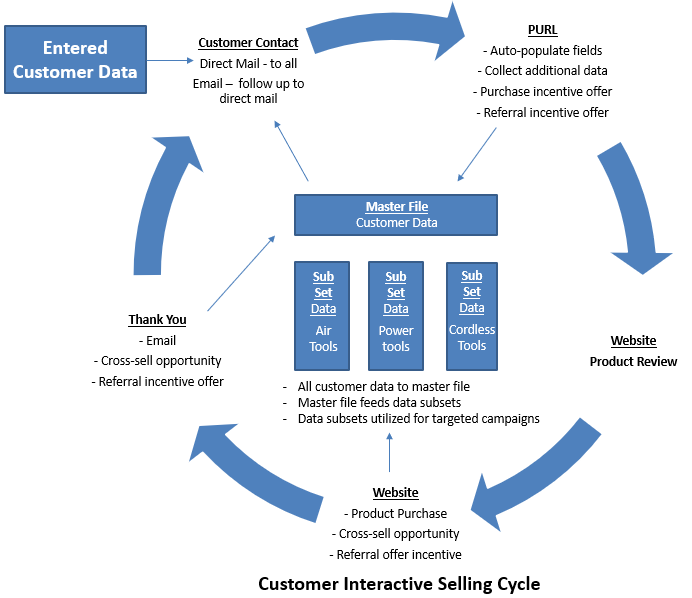 Entered
Customer Data
Customer Contact
Direct Mail - to all
Email – follow up to
direct mail
PURL
- Auto-populate fields
- Collect additional data
- Purchase incentive offer
- Referral incentive offer
Master File
Customer Data
Sub
Set
Data
Air
Tools
Sub
Set
Data
Power
tools
Sub
Set
Data
Cordless
Tools
Thank You
- Email
- Cross-sell opportunity
- Referral incentive offer
Website
Product Review
- All customer data to master file
- Master file feeds data subsets
- Data subsets utilized for targeted campaigns
Website
- Product Purchase
- Cross-sell opportunity
- Referral offer incentive
Customer Interactive Selling Cycle